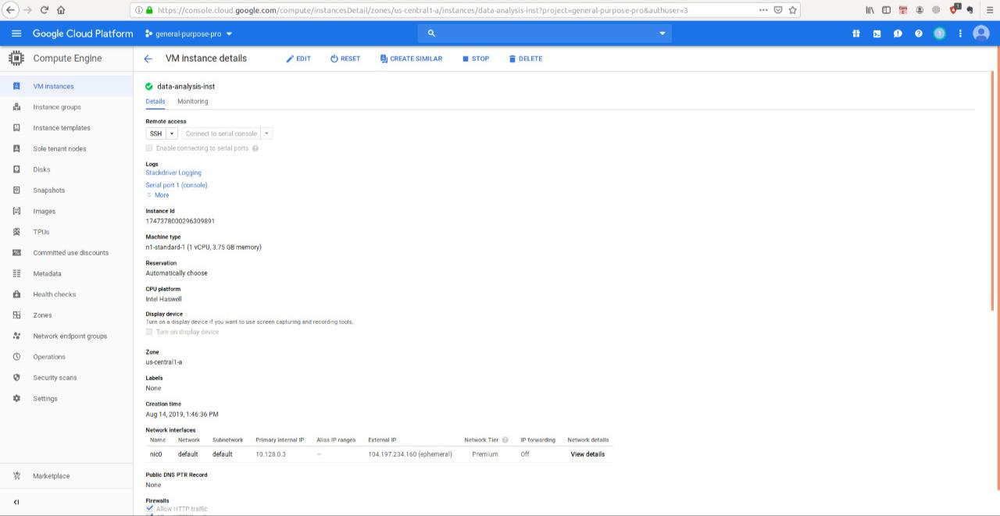 https://console.cloud.google.com/compute/instancesDetail/zones/us-central1-a/instances/data-analysis-inst?project=general-purpose-pro&authuser=3
Google Cloud Platform general-purpose-pro
Compute Engine
VM instances
Instance groups
Instance templates
Sole tenant nodes
Disks
Snapshots
Images
TPUs
Committed use discounts
Metadata
Health checks
Zones
Network endpoint groups
Operations
Security scans
Settings
Marketplace
VM instance details EDIT RESET CREATE SIMILAR STOP DELETE
data-analysis-inst
Details Monitoring
Remote access
SSH Connect to serial console
Enable connecting to serial ports
Logs
Stackdriver Logging
Serial port 1 (console)
More
Instance Id
1747378000296309891
Machine type
n1-standard-1 (1 vCPU, 3.75 GB memory)
Reservation
Automatically choose
CPU platform
Intel Haswell
Display device
Turn on a display device if you want to use screen capturing and recording tools.
Turn on display device
Zone
us-central1-a
Labels
None
Creation time
Aug 14, 2019, 1:46:36 PM
Network interfaces
Name Network Subnetwork Primary internal IP Alias IP ranges External IP Network Tier IP forwarding Network details
nic0 default default 10.128.0.3 — 104.197.234.160 (ephemeral) Premium Off View details
Public DNS PTR Record
None
Firewalls
Allow HTTP traffic